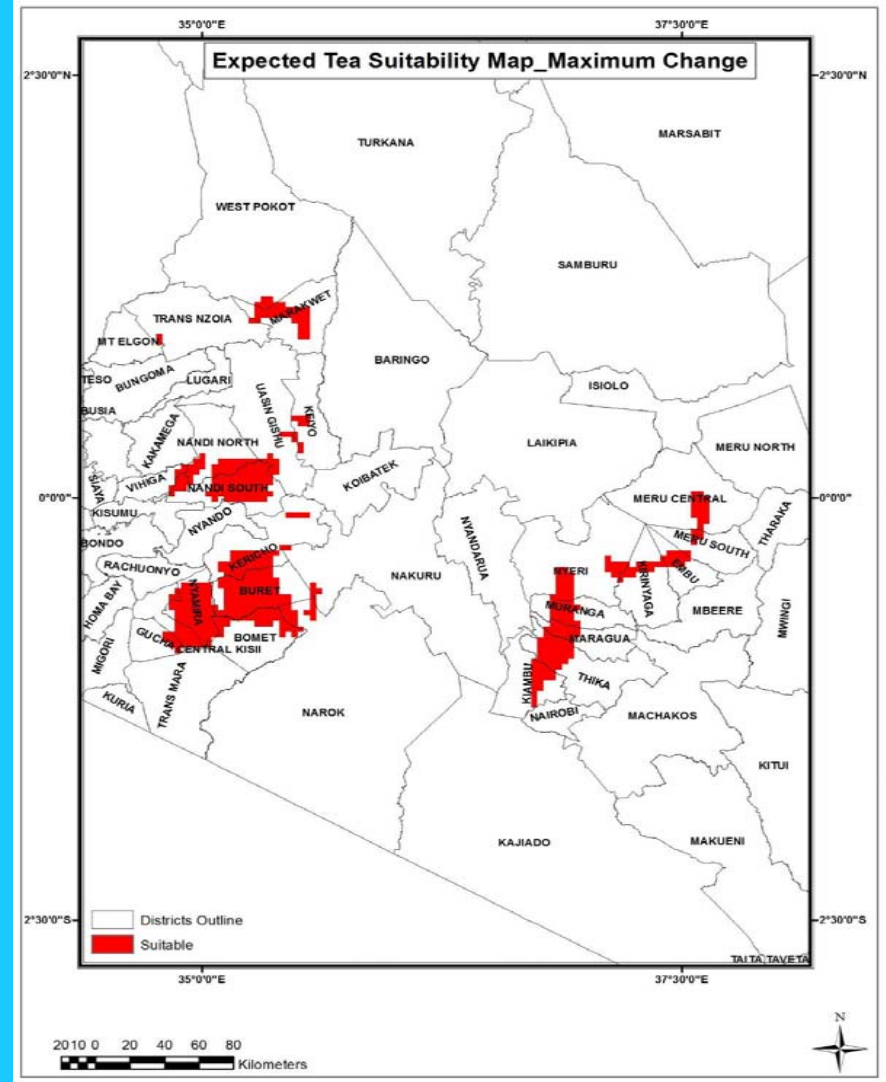 35°0'0"E
37°30'0"E
Expected Tea Suitability Map_Maximum Change
2°30'0"N
2°30'0"N
MARSABIT
TURKANA
WEST POKOT
SAMBURU
MARAKWET
TRANS NZOIA
MT ELGON
BARINGO
TESO
BUNGOMA
LUGARI
ISIOLO
BUSIA
UASIN GISHU
KEIYO
KAKAMEGA
NANDI NORTH
LAIKIPIA
MERU NORTH
KOIBATEK
SIAYA
VIHIGA
NANDI SOUTH
0°0'0"
0°0'0"
MERU CENTRAL
KISUMU
NYANDO
THARAKA
BONDO
NYANDARUA
MERU SOUTH
KERICHO
RACHUONYO
NYERI
EMBU
NAKURU
KIRINYAGA
HOMA BAY
NYAMIRA
BURET
MURANGA
MBEERE
MWINGI
GUCHA
BOMET
MARAGUA
MIGORI
CENTRAL KISII
KIAMBU
THIKA
KURIA
TRANS MARA
NAROK
NAIROBI
MACHAKOS
KITUI
KAJIADO
MAKUENI
2°30'0"S
2°30'0"S
Districts Outline
Suitable
TAITA TAVETA
35°0'0"E
37°30'0"E
N
2010 0 20 40 60 80
Kilometers